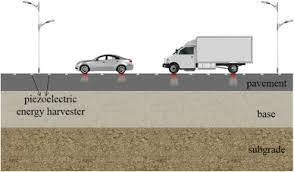 pavement
piezoelectric
energy harvester
base
subgrade